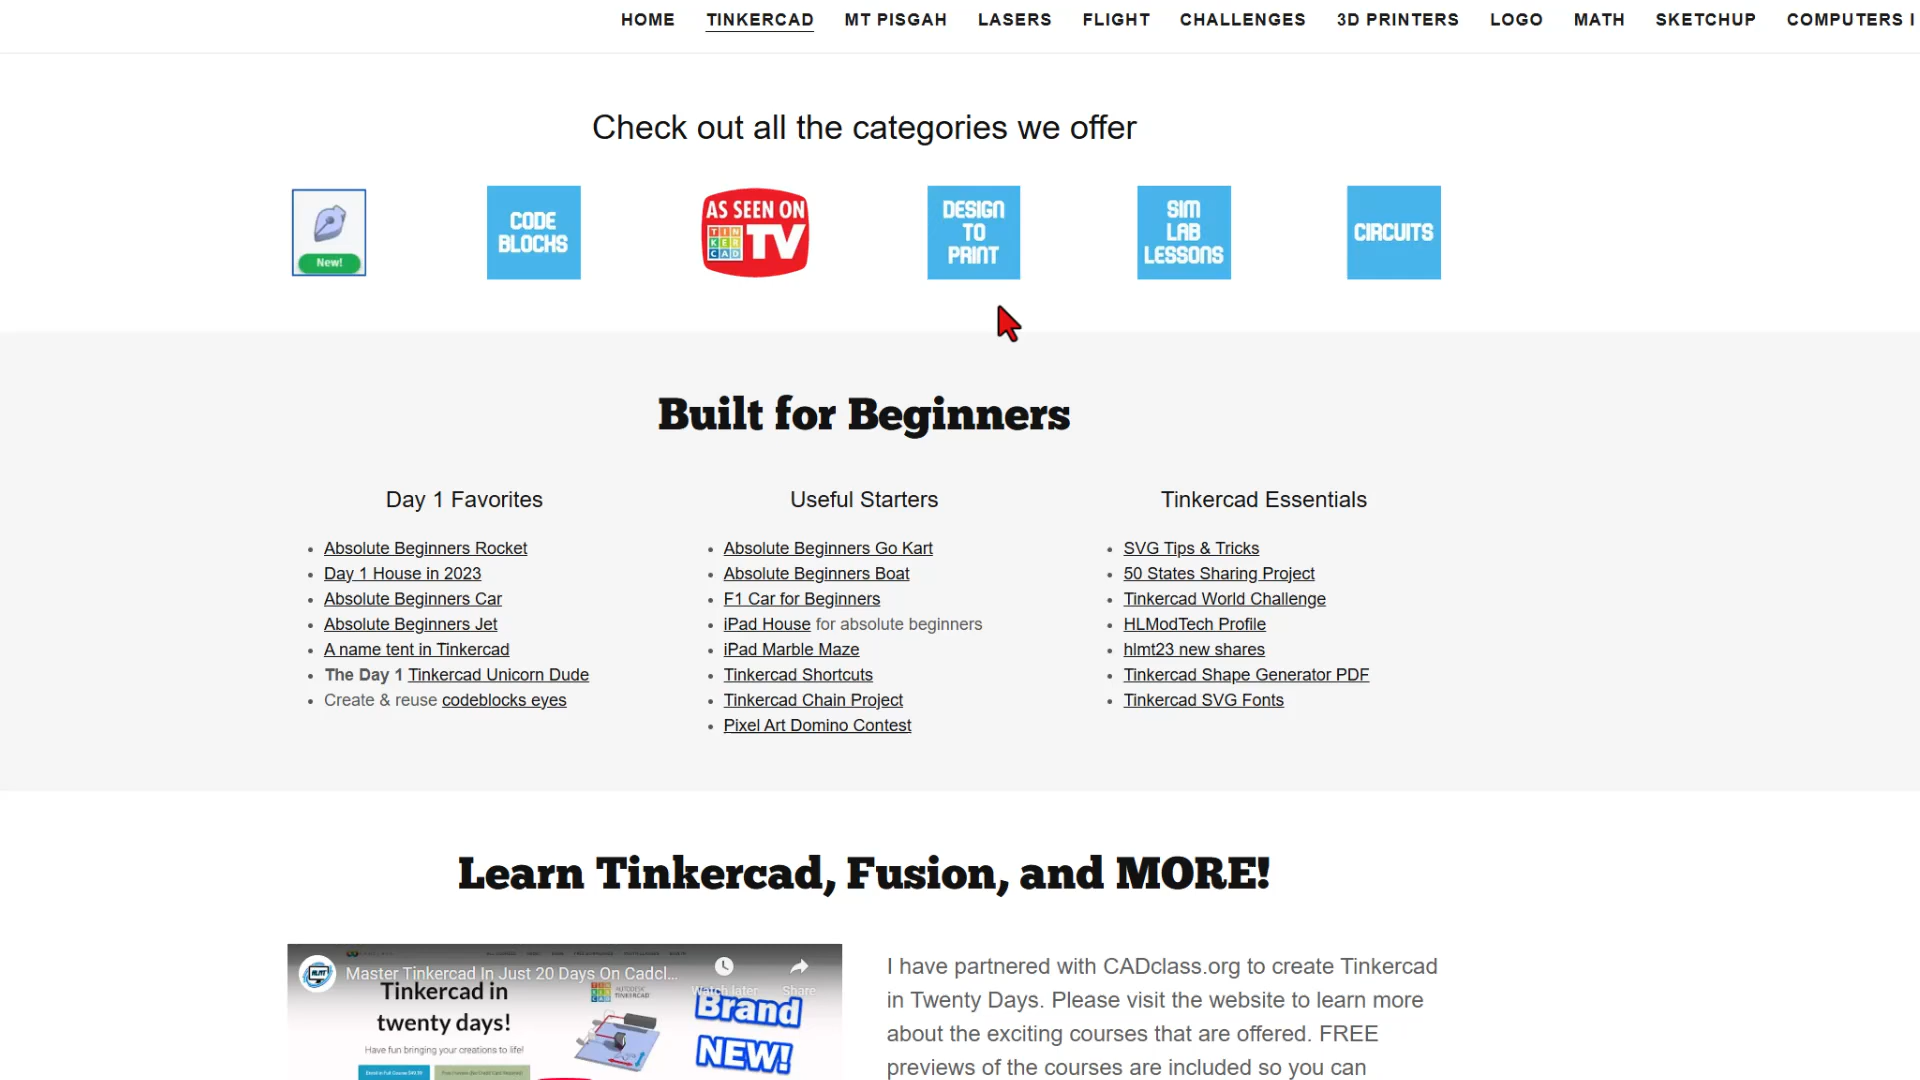 HOME TINKERCAD MT PISGAH LASERS FLIGHT CHALLENGES 3D PRINTERS LOGO MATH SKETCHUP COMPUTERS I
Check out all the categories we offer
New!
CODE
BLOCKS
AS SEEN ON
TIN
KER
CAD
TV
DESIGN
TO
PRINT
SIM
LAB
LESSONS
CIRCUITS
Built for Beginners
Day 1 Favorites
Absolute Beginners Rocket
Day 1 House in 2023
Absolute Beginners Car
Absolute Beginners Jet
A name tent in Tinkercad
The Day 1 Tinkercad Unicorn Dude
Create & reuse codeblocks eyes
Useful Starters
Absolute Beginners Go Kart
Absolute Beginners Boat
F1 Car for Beginners
iPad House for absolute beginners
iPad Marble Maze
Tinkercad Shortcuts
Tinkercad Chain Project
Pixel Art Domino Contest
Tinkercad Essentials
SVG Tips & Tricks
50 States Sharing Project
Tinkercad World Challenge
HLModTech Profile
hlmt23 new shares
Tinkercad Shape Generator PDF
Tinkercad SVG Fonts
Learn Tinkercad, Fusion, and MORE!
Master Tinkercad In Just 20 Days On Cadcl...
Watch later
Share
Tinkercad in
twenty days!
Have fun bringing your creations to life!
AUTODESK
TINKERCAD
Brand
NEW!
I have partnered with CADclass.org to create Tinkercad
in Twenty Days. Please visit the website to learn more
about the exciting courses that are offered. FREE
previews of the courses are included so you can